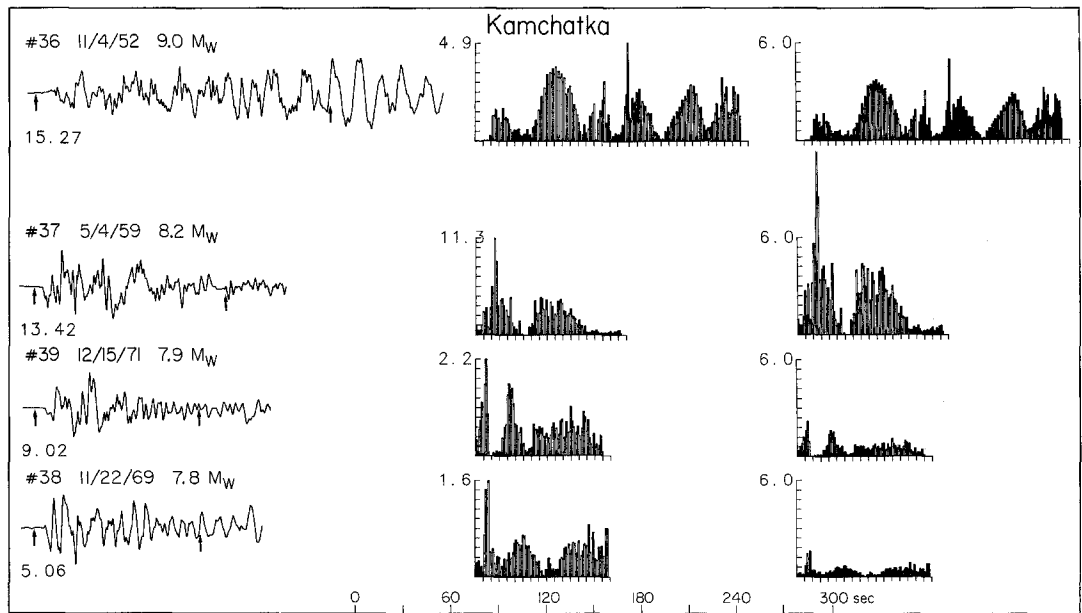 Kamchatka
#36 11/4/52 9.0 Mw
15.27
4.9
6.0
#37 5/4/59 8.2 Mw
13.42
11.3
6.0
#39 12/15/71 7.9 Mw
9.02
2.2
6.0
#38 11/22/69 7.8 Mw
5.06
1.6
6.0
0 60 120 180 240 300 sec